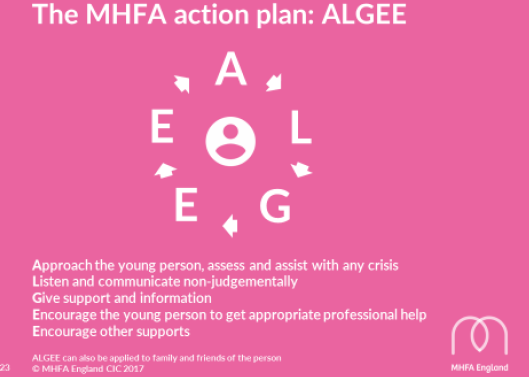 The MHFA action plan: ALGEE
A
E L
E G
Approach the young person, assess and assist with any crisis
Listen and communicate non-judgementally
Give support and information
Encourage the young person to get appropriate professional help
Encourage other supports
ALGEE can also be applied to family and friends of the person
23 © MHFA England CIC 2017
MHFA England